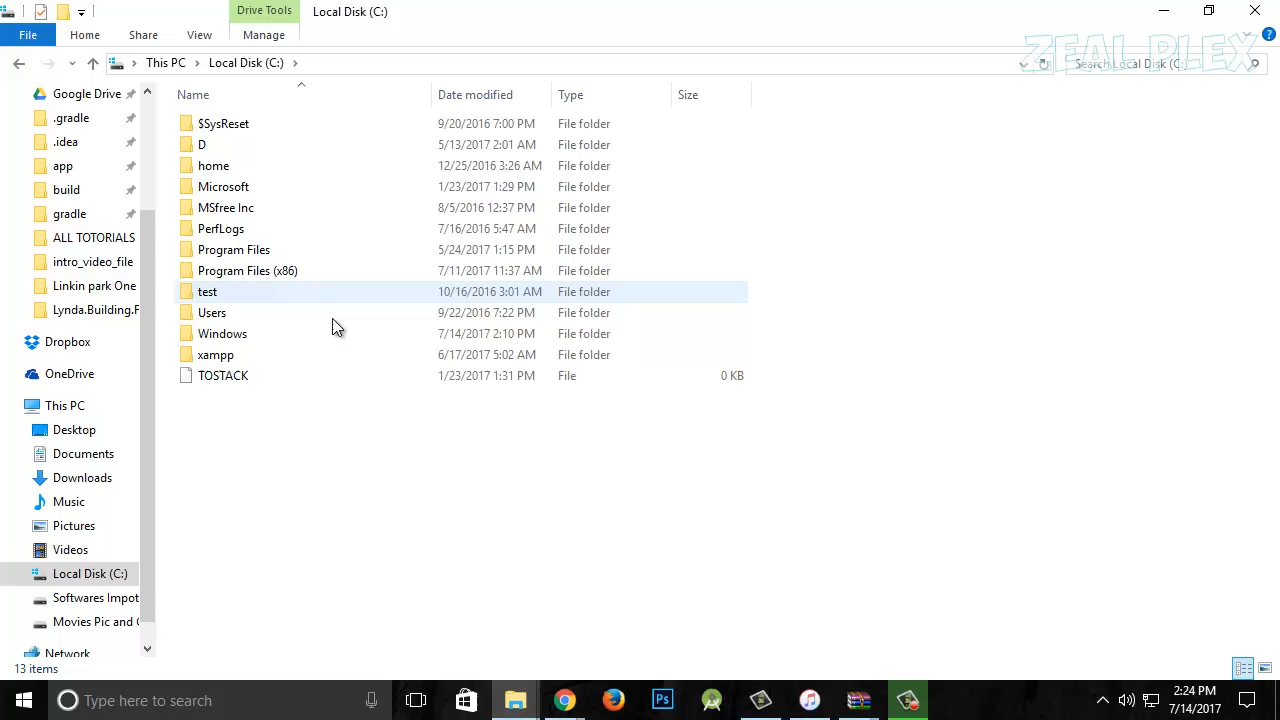 Drive Tools
Local Disk (C:)
File
Home
Share
View
Manage
ZEAL PLEX
This PC
Local Disk (C:)
Search Local Disk (C:)
Name
Date modified
Type
Size
Google Drive
.gradle
.idea
app
build
gradle
ALL TOTORIALS
intro_video_file
Linkin park One
Lynda.Building.F
Dropbox
OneDrive
This PC
Desktop
Documents
Downloads
Music
Pictures
Videos
Local Disk (C:)
Softwares Impot
Movies Pic and
Network
$SysReset 9/20/2016 7:00 PM File folder
D 5/13/2017 2:01 AM File folder
home 12/25/2016 3:26 AM File folder
Microsoft 1/23/2017 1:29 PM File folder
MSfree Inc 8/5/2016 12:37 PM File folder
PerfLogs 7/16/2016 5:47 AM File folder
Program Files 5/24/2017 1:15 PM File folder
Program Files (x86) 7/11/2017 11:37 AM File folder
test 10/16/2016 3:01 AM File folder
Users 9/22/2016 7:22 PM File folder
Windows 7/14/2017 2:10 PM File folder
xampp 6/17/2017 5:02 AM File folder
TOSTACK 1/23/2017 1:31 PM File 0 KB
13 items
Type here to search
Ps
2:24 PM
7/14/2017